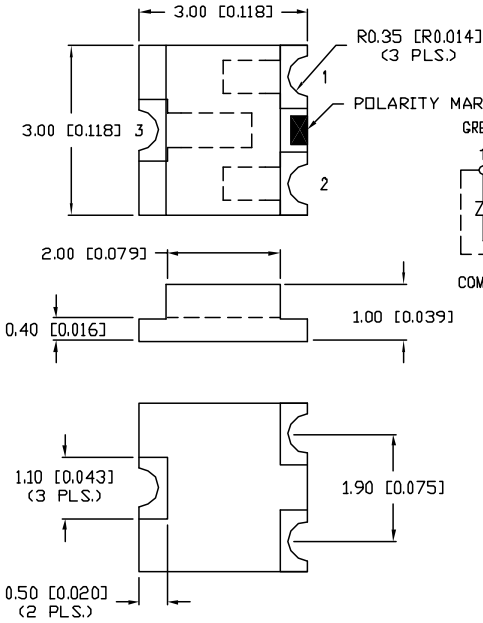 3.00 [0.118]
R0.35 [R0.014]
(3 PLS.)
1
POLARITY MAR
3.00 [0.118]
3
GRE
2
2.00 [0.079]
COM
0.40 [0.016]
1.00 [0.039]
1.10 [0.043]
(3 PLS.)
1.90 [0.075]
0.50 [0.020]
(2 PLS.)